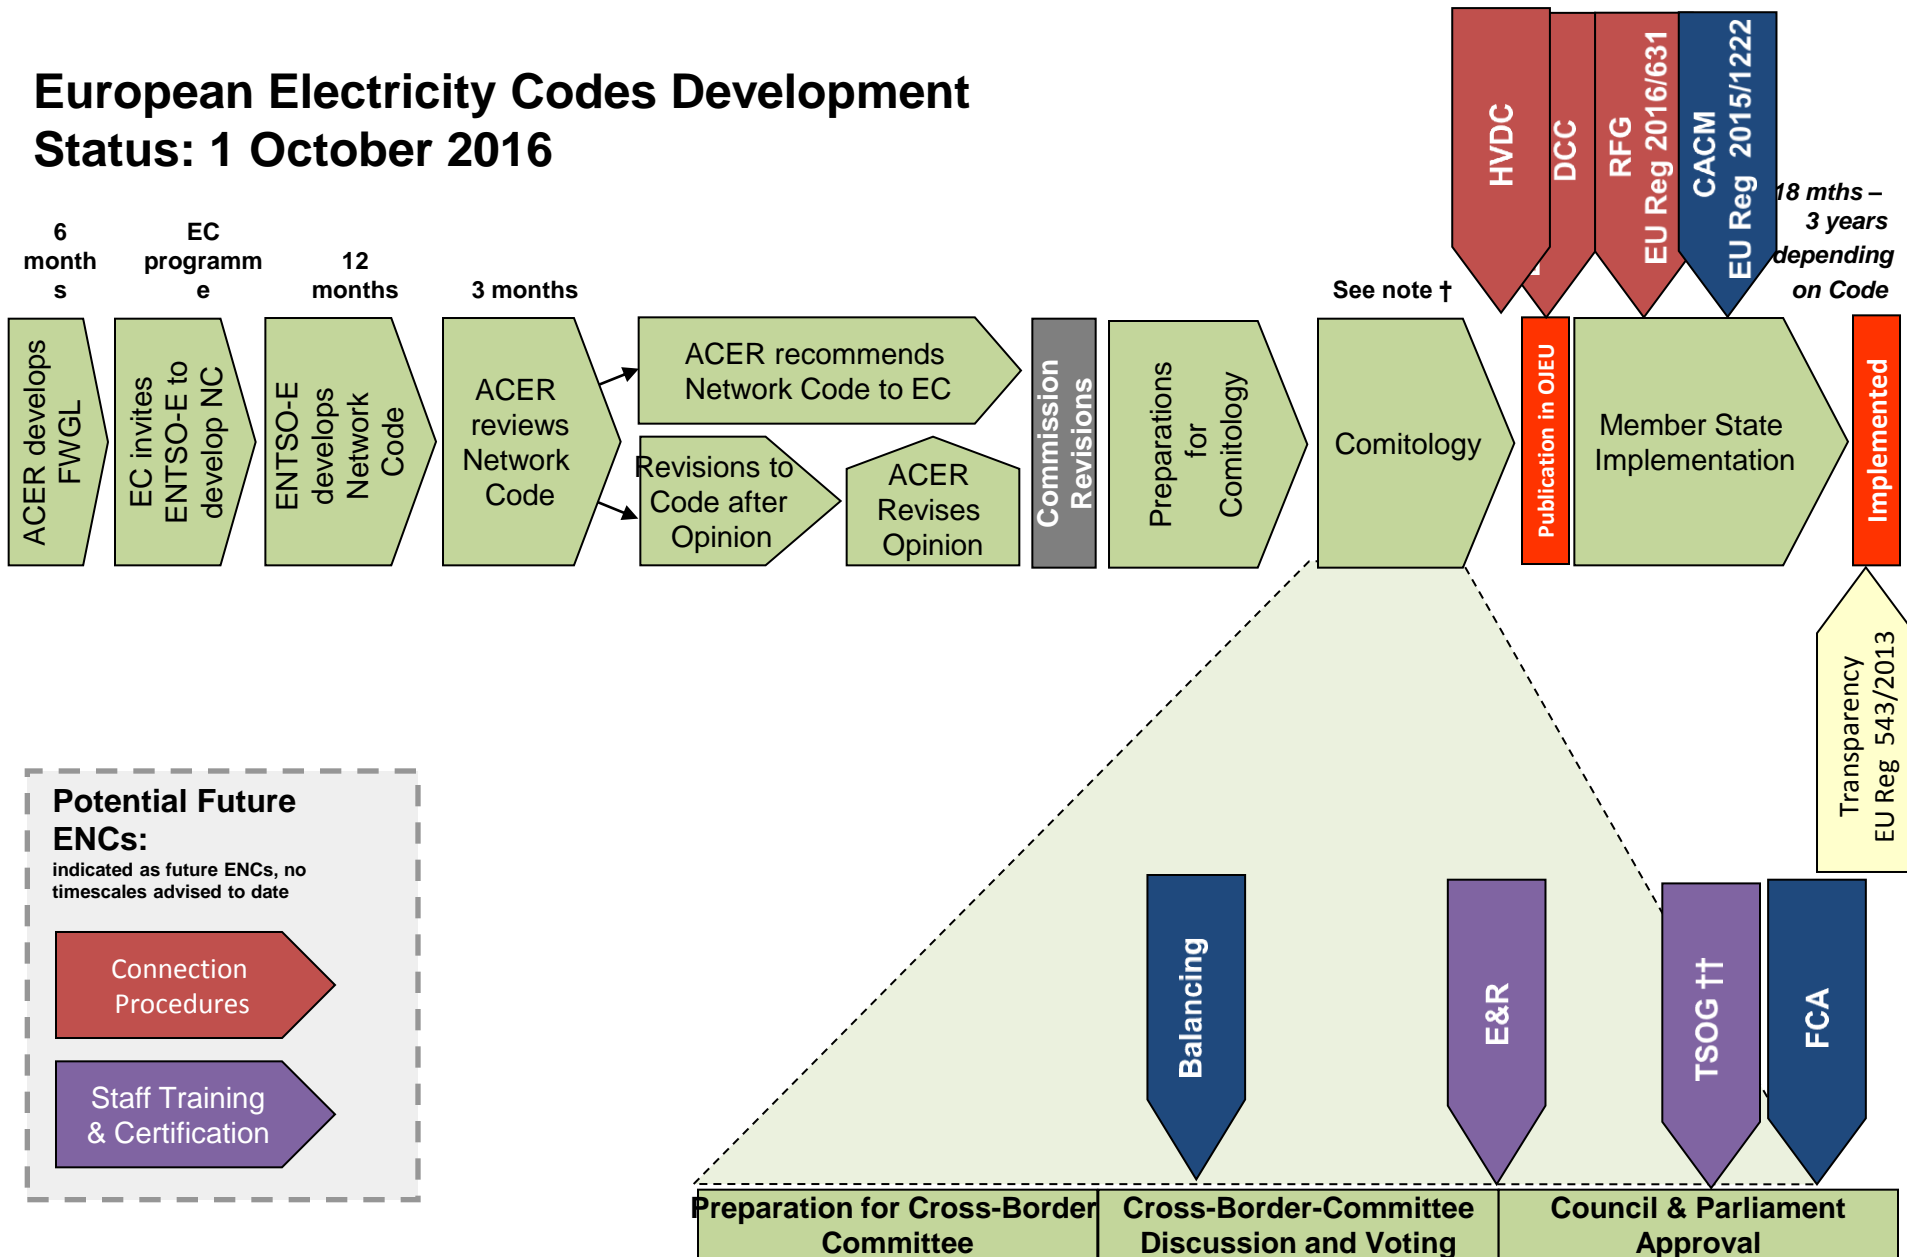 European Electricity Codes Development
Status: 1 October 2016
6
month
s
EC
programm
e
12
months
3 months
See note †
18 mths –
3 years
depending
on Code
HVDC
DCC
RFG
EU Reg 2016/631
CACM
EU Reg 2015/1222
ACER develops
FWGL
EC invites
ENTSO-E to
develop NC
ENTSO-E
develops
Network
Code
ACER
reviews
Network
Code
ACER recommends
Network Code to EC
Revisions to
Code after
Opinion
ACER
Revises
Opinion
Commission
Revisions
Preparations
for
Comitology
Comitology
Publication in OJEU
Member State
Implementation
Implemented
Transparency
EU Reg 543/2013
Potential Future
ENCs:
indicated as future ENCs, no
timescales advised to date
Connection
Procedures
Staff Training
& Certification
Balancing
E&R
TSOG ††
FCA
Preparation for Cross-Border
Committee
Cross-Border-Committee
Discussion and Voting
Council & Parliament
Approval